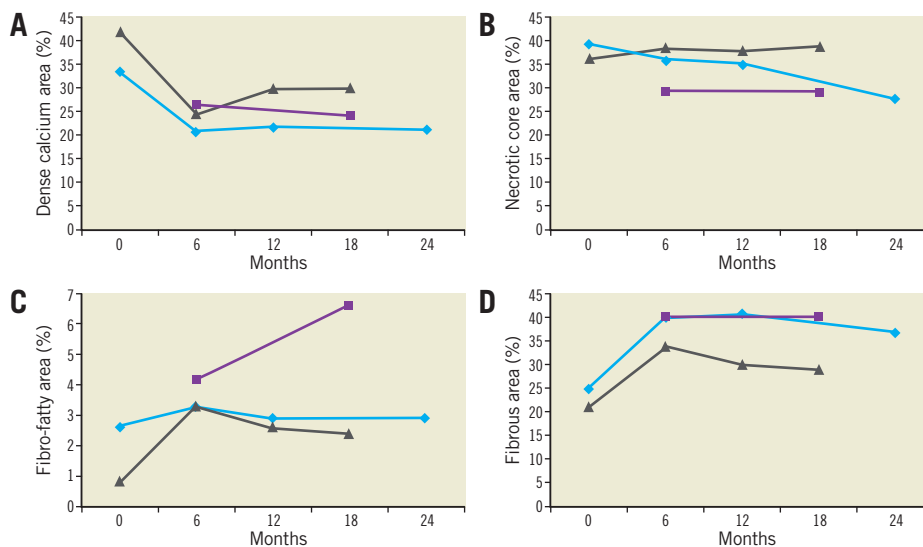 A
Dense calcium area (%)
45
40
35
30
25
20
15
10
5
0
0 6 12 18 24
Months
B
Necrotic core area (%)
45
40
35
30
25
20
15
10
5
0
0 6 12 18 24
Months
C
Fibro-fatty area (%)
7
6
5
4
3
2
1
0
0 6 12 18 24
Months
D
Fibrous area (%)
45
40
35
30
25
20
15
10
5
0
0 6 12 18 24
Months